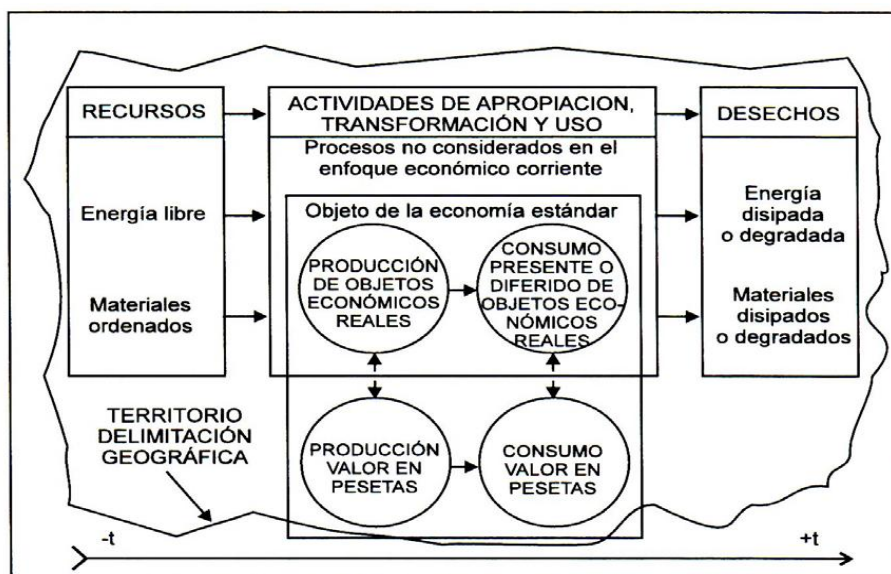 RECURSOS
Energía libre
Materiales
ordenados
ACTIVIDADES DE APROPIACION,
TRANSFORMACIÓN Y USO
Procesos no considerados en el
enfoque económico corriente
Objeto de la economía estándar
PRODUCCIÓN
DE OBJETOS
ECONÓMICOS
REALES
CONSUMO
PRESENTE O
DIFERIDO DE
OBJETOS ECO-
NÓMICOS
REALES
PRODUCCIÓN
VALOR EN
PESETAS
CONSUMO
VALOR EN
PESETAS
DESECHOS
Energía
disipada
o degradada
Materiales
disipados
o degradados
TERRITORIO
DELIMITACIÓN
GEOGRÁFICA
-t
+t